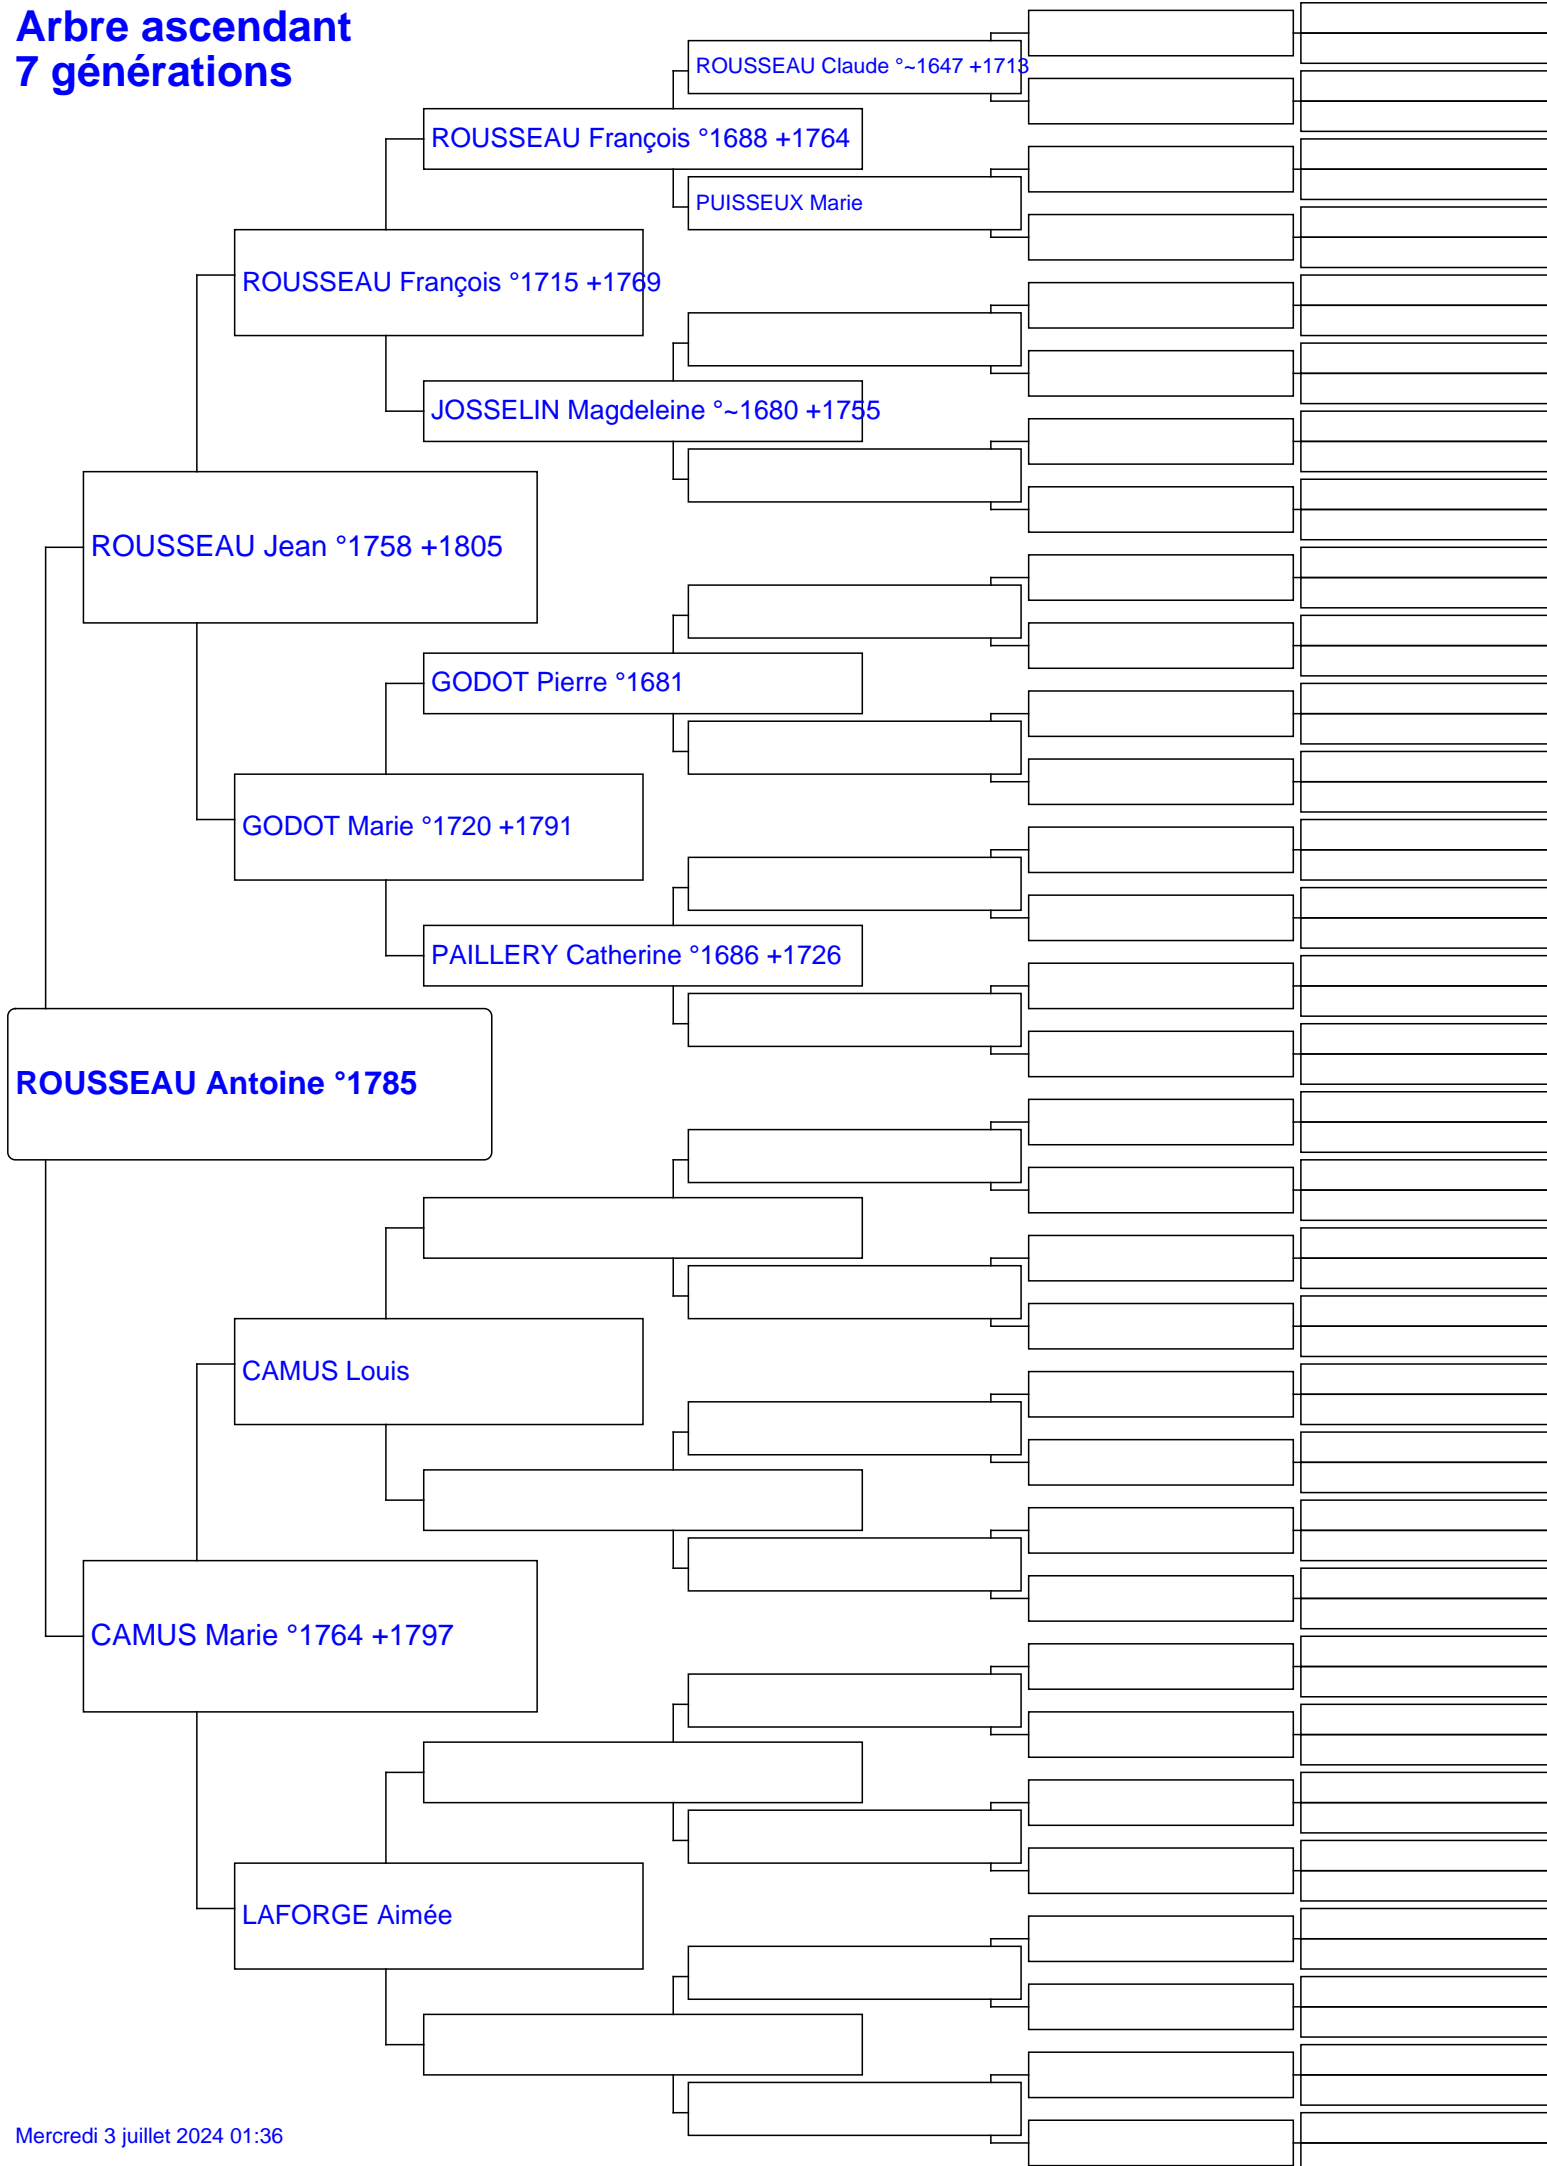 Arbre ascendant
7 générations
ROUSSEAU Claude °~1647 +1713
ROUSSEAU François °1688 +1764
PUISSEUX Marie
ROUSSEAU François °1715 +1769
JOSSELIN Magdeleine °~1680 +1755
ROUSSEAU Jean °1758 +1805
GODOT Pierre °1681
GODOT Marie °1720 +1791
PAILLERY Catherine °1686 +1726
ROUSSEAU Antoine °1785
CAMUS Louis
CAMUS Marie °1764 +1797
LAFORGE Aimée
Mercredi 3 juillet 2024 01:36